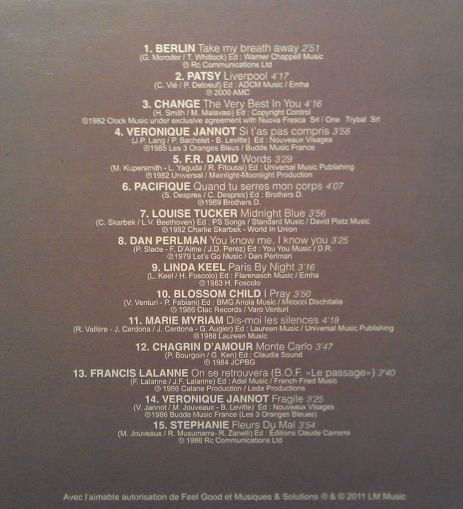 1. BERLIN Take my breath away 2'51
(G. Moroder / T. Whitlock) Ed : Warner Chappell Music
℗ Rc Communications Ltd
2. PATSY Liverpool 4'17
(C. Vié / P. Deloeuf) Ed : ADCM Music / Emha
℗ 2000 AMC
3. CHANGE The Very Best In You 4'16
(H. Smith / M. Malavasi) Ed : Copyright Control
℗1982 Clock Music under exclusive agreement with Nuova Fresca Srl / One Trybal Srl
4. VERONIQUE JANNOT Si t'as pas compris 3'58
(J.P. Lang / P. Bachelet - B. Levitte) Ed : Nouveaux Visages
℗1985 Les 3 Oranges Bleus / Budde Music France
5. F.R. DAVID Words 3'29
(M. Kupersmith - L. Yaguda / R. Fitoussi) Ed : Universal Music Publishing
℗1982 Universal / Mainlight-Moonlight Production
6. PACIFIQUE Quand tu serres mon corps 4'07
(S. Despres / C. Despres) Ed : Brothers D.
℗1989 Brothers D.
7. LOUISE TUCKER Midnight Blue 3'56
(C. Skarbek / L.V. Beethoven) Ed : PS Songs / Standard Music / David Platz Music
℗ 1982 Charlie Skarbek - World In Union
8. DAN PERLMAN You know me, I know you 3'25
(P. Slade - F. D'Aime / J.D. Perez) Ed : You You Music / D.R.
℗1979 Let's Go Music / Dan Perlman
9. LINDA KEEL Paris By Night 3'16
(L. Keel / H. Foscolo) Ed : Flarenasch Music / Emha
℗1983 H. Foscolo
10. BLOSSOM CHILD I Pray 3'50
(V. Venturi - P. Fabiani) Ed : BMG Ariola Music / Micocci Dischitalia
℗ 1986 Clac Records / Varo Venturi
11. MARIE MYRIAM Dis-moi les silences 4'18
(R. Vallère - J. Cardona / J. Cardona - G. Augier) Ed : Laureen Music / Universal Music Publishing
℗ 1988 Laureen Music
12. CHAGRIN D'AMOUR Monte Carlo 3'47
(P. Bourgoin / G. Ken) Ed : Claudia Sound
℗ 1984 JCPBG
13. FRANCIS LALANNE On se retrouvera (B.O.F. «Le passage») 2'40
(F. Lalanne / J.F. Lalanne) Ed : Adel Music / French Fried Music
℗ 1986 Calane Production / Leda Productions
14. VERONIQUE JANNOT Fragile 3'25
(V. Jannot / M. Jouveaux - B. Levitte) Ed : Nouveaux Visages
℗ 1986 Budde Music France (Les 3 Oranges Bleues)
15. STEPHANIE Fleurs Du Mal 3'54
(M. Jouveaux / R. Musumarra- R. Zaneli) Ed : Editions Claude Carrere
℗ 1986 Rc Communications Ltd
Avec l'aimable autorisation de Feel Good et Musiques & Solutions ℗ & © 2011 LM Music